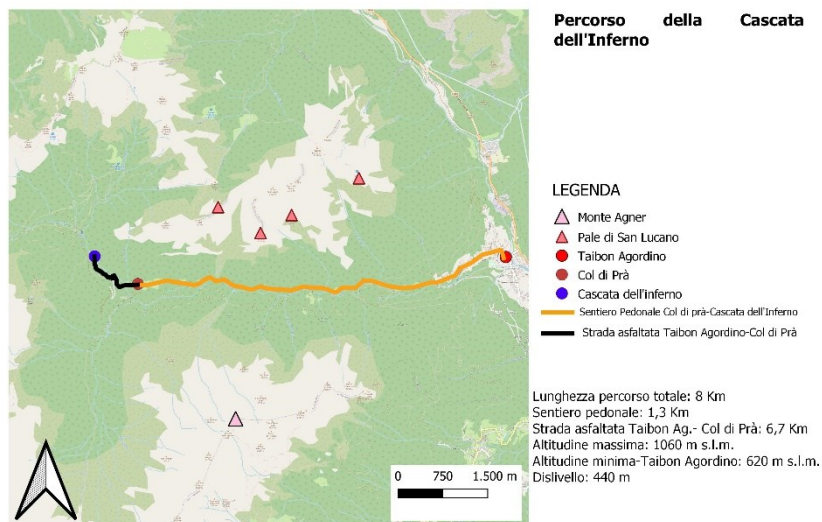 Percorso della Cascata
dell'Inferno
LEGENDA
Monte Agner
Pale di San Lucano
Taibon Agordino
Col di Prà
Cascata dell'inferno
Sentiero Pedonale Col di prà-Cascata dell'Inferno
Strada asfaltata Taibon Agordino-Col di Prà
Lunghezza percorso totale: 8 Km
Sentiero pedonale: 1,3 Km
Strada asfaltata Taibon Ag.- Col di Prà: 6,7 Km
Altitudine massima: 1060 m s.l.m.
Altitudine minima-Taibon Agordino: 620 m s.l.m.
Dislivello: 440 m
0 750 1.500 m